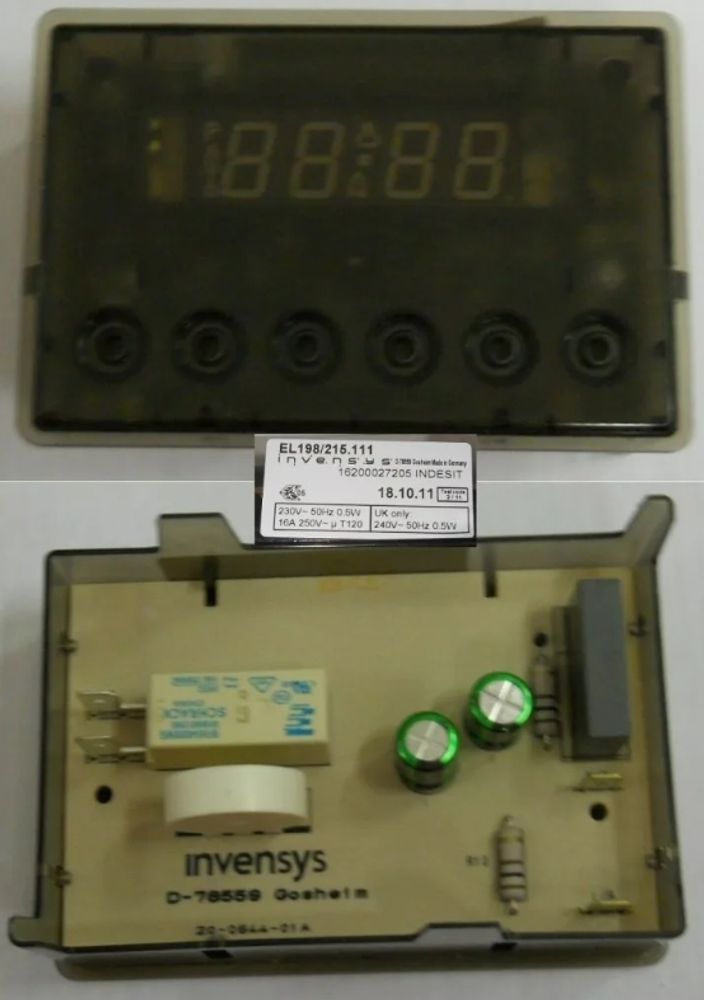 88:88
EL198/215.111
invensys D-78559 Gosheim Made in Germany
16200027205 INDESIT
18.10.11
230V~ 50Hz 0.5W
16A 250V~ µ T120
UK only:
240V~ 50Hz 0.5W
SCHRACK
invensys
D-78559 Gosheim
20-0644-01A